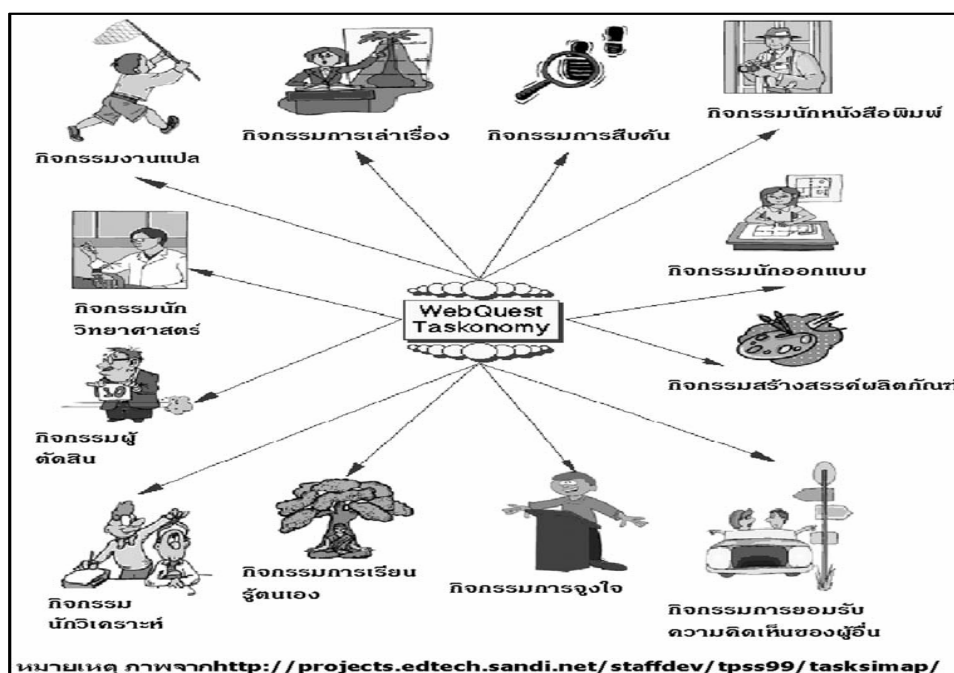 กิจกรรมงานแปล
กิจกรรมการเล่าเรื่อง
กิจกรรมการสืบค้น
กิจกรรมนักหนังสือพิมพ์
กิจกรรมนัก
วิทยาศาสตร์
WebQuest
Taskonomy
กิจกรรมนักออกแบบ
กิจกรรมสร้างสรรค์ผลิตภัณฑ์
10
กิจกรรมผู้
ตัดสิน
กิจกรรม
นักวิเคราะห์
กิจกรรมการเรียน
รู้ตนเอง
กิจกรรมการจูงใจ
กิจกรรมการยอมรับ
ความคิดเห็นของผู้อื่น
หมายเหตุ ภาพจากhttp://projects.edtech.sandi.net/staffdev/tpss99/tasksimap/